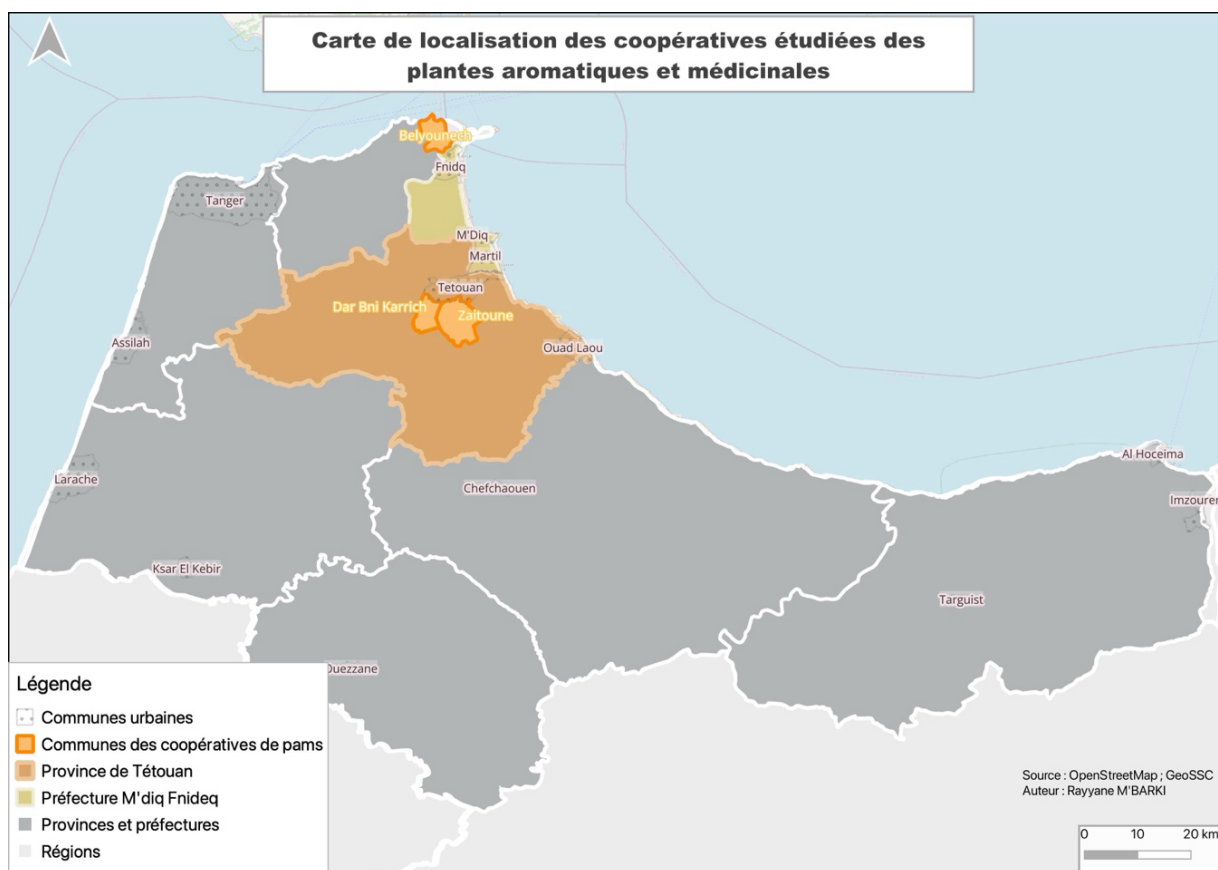 Carte de localisation des coopératives étudiées des
plantes aromatiques et médicinales
Belyounech
Fnidq
Tanger
M'Diq
Martil
Tetouan
Dar Bni Karrich
Zaitoune
Assilah
Ouad Laou
Al Hoceima
Larache
Chefchaouen
Imzouren
Ksar El Kebir
Targuist
Ouezzane
Légende
Communes urbaines
Communes des coopératives de pams
Province de Tétouan
Préfecture M'diq Fnideq
Provinces et préfectures
Régions
Source : OpenStreetMap ; GeoSSC
Auteur : Rayyane M'BARKI
0 10 20 km